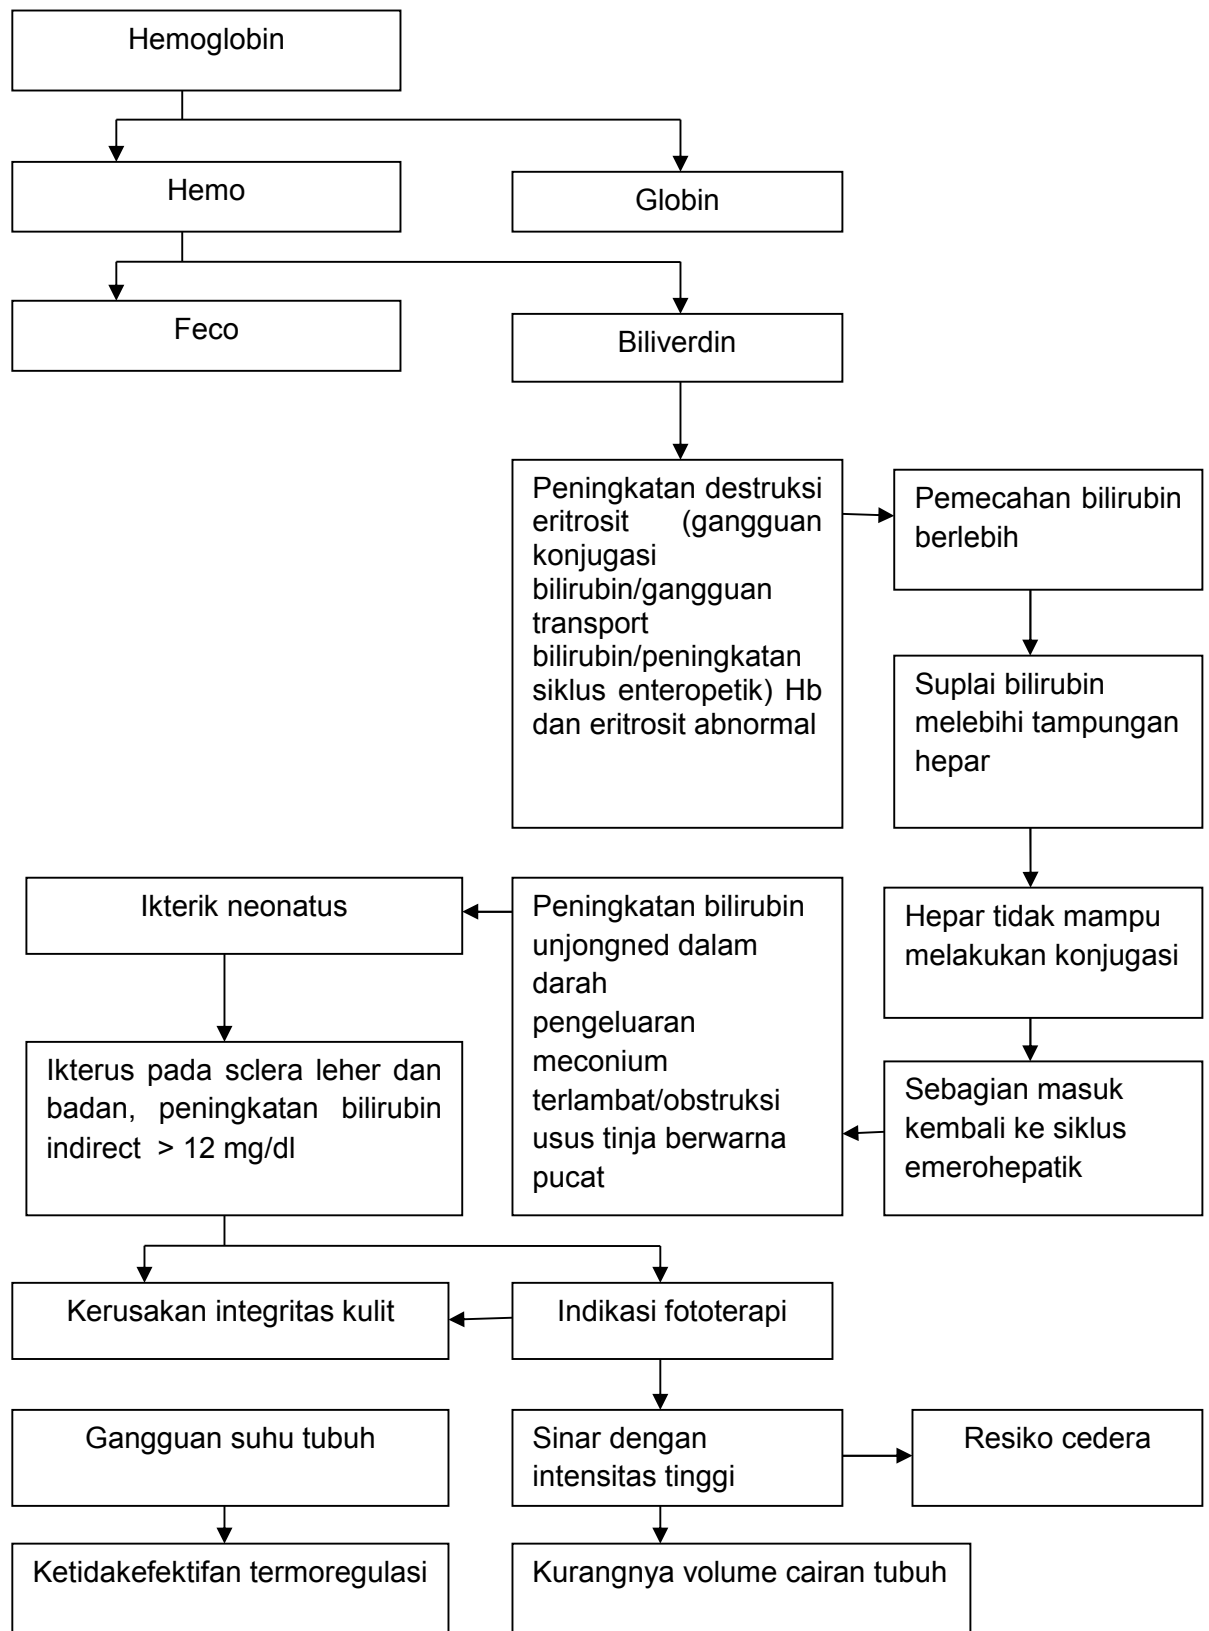 Hemoglobin
Hemo
Globin
Feco
Biliverdin
Peningkatan destruksi
eritrosit (gangguan
konjugasi
bilirubin/gangguan
transport
bilirubin/peningkatan
siklus enteropetik) Hb
dan eritrosit abnormal
Pemecahan bilirubin
berlebih
Suplai bilirubin
melebihi tampungan
hepar
Hepar tidak mampu
melakukan konjugasi
Sebagian masuk
kembali ke siklus
emerohepatik
Peningkatan bilirubin
unjongned dalam
darah
pengeluaran
meconium
terlambat/obstruksi
usus tinja berwarna
pucat
Ikterik neonatus
Ikterus pada sclera leher dan
badan, peningkatan bilirubin
indirect > 12 mg/dl
Kerusakan integritas kulit
Indikasi fototerapi
Gangguan suhu tubuh
Sinar dengan
intensitas tinggi
Resiko cedera
Ketidakefektifan termoregulasi
Kurangnya volume cairan tubuh